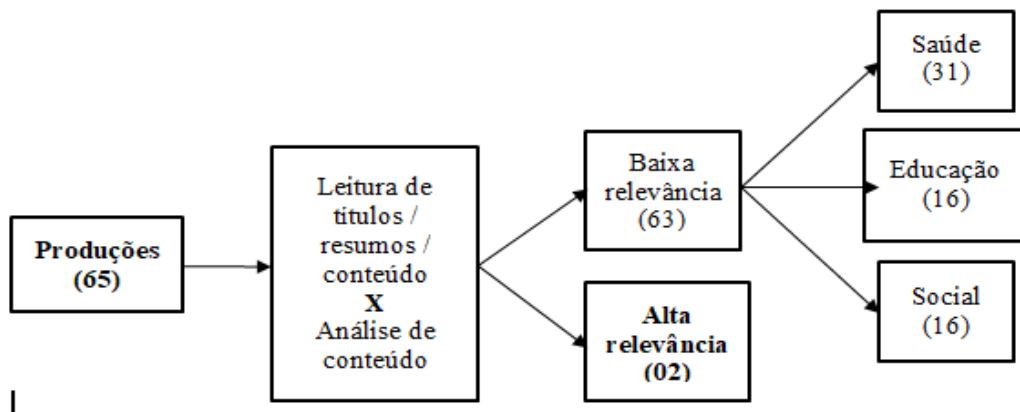 Produções
(65)
Leitura de
titulos /
resumos /
conteúdo
X
Análise de
conteúdo
Baixa
relevância
(63)
Alta
relevância
(02)
Saúde
(31)
Educação
(16)
Social
(16)